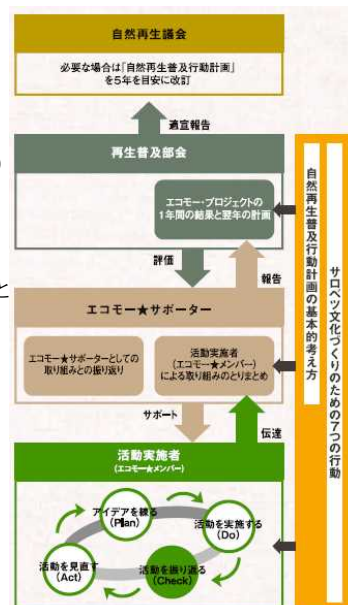 自然再生議会
必要な場合は「自然再生普及行動計画」
を5年を目安に改訂
適宜報告
再生普及部会
エコモー・プロジェクトの
1年間の結果と翌年の計画
評価
報告
エコモー★サポーター
エコモー★サポーターとしての
取り組みとの振り返り
活動実施者
(エコモー★メンバー)
による取り組みのとりまとめ
サポート
伝達
活動実施者
(エコモー★メンバー)
アイデアを練る
(Plan)
活動を実施する
(Do)
活動を振り返る
(Check)
活動を見直す
(Act)
自然再生普及行動計画の基本的考え方
サロベツ文化づくりのための7つの行動
と